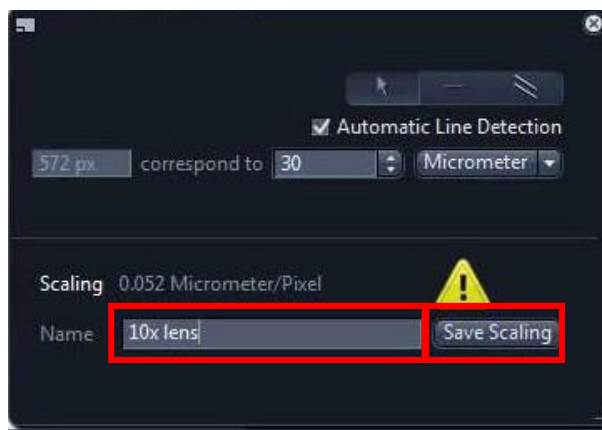 Automatic Line Detection
572 px correspond to 30 Micrometer
Scaling 0.052 Micrometer/Pixel
Name 10x lens Save Scaling